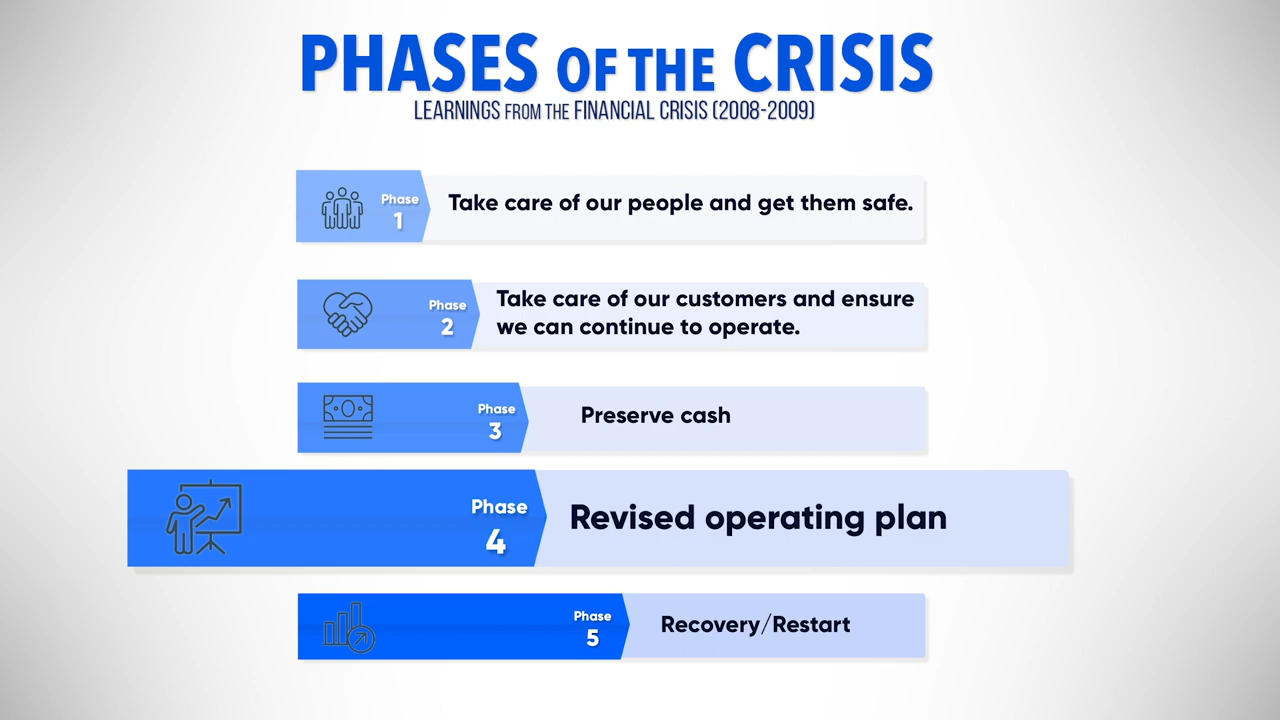 PHASES OF THE CRISIS
LEARNINGS FROM THE FINANCIAL CRISIS (2008-2009)
Phase
1
Take care of our people and get them safe.
Phase
2
Take care of our customers and ensure
we can continue to operate.
Phase
3
Preserve cash
Phase
4
Revised operating plan
Phase
5
Recovery/Restart